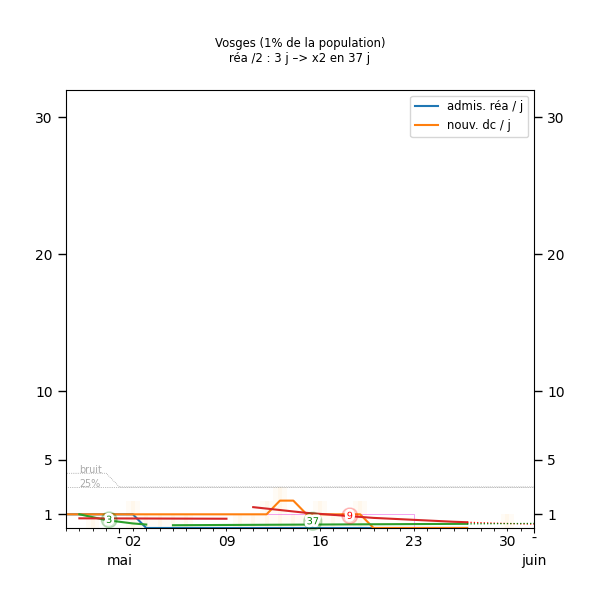 Vosges (1% de la population)
réa /2 : 3 j –> x2 en 37 j
admis. réa / j
nouv. dc / j
30
30
20
20
10
10
5
5
bruit
25%
1
1
3
37
9
02
09
16
23
30
mai
juin